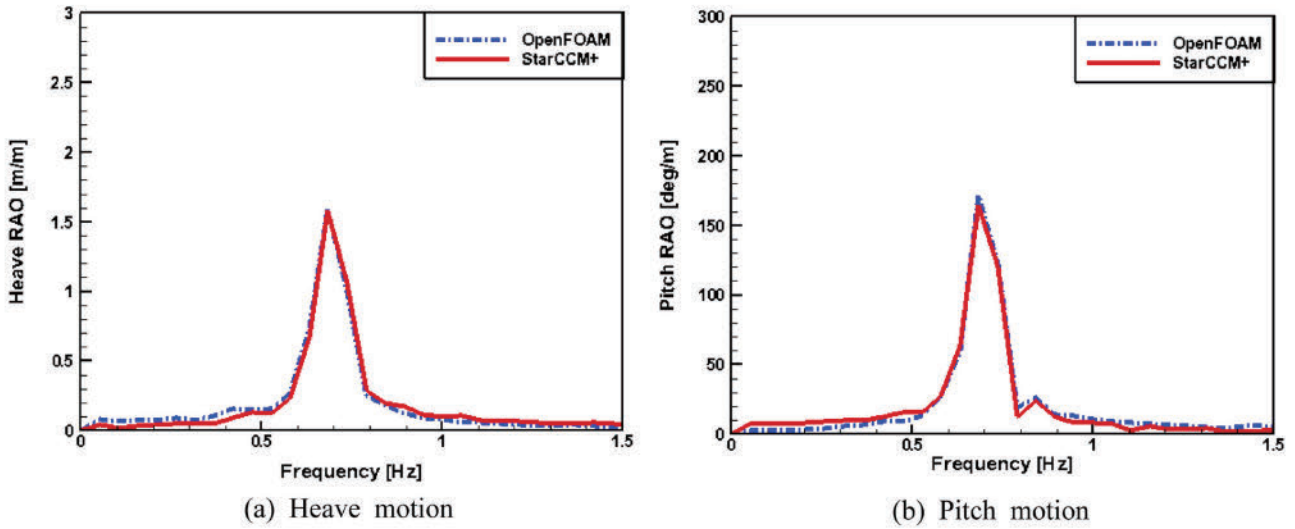 3
2.5
2
1.5
1
0.5
0
Heave RAO [m/m]
OpenFOAM
StarCCM+
0
0.5
1
1.5
Frequency [Hz]
(a) Heave motion
300
250
200
150
100
50
0
Pitch RAO [deg/m]
OpenFOAM
StarCCM+
0
0.5
1
1.5
Frequency [Hz]
(b) Pitch motion